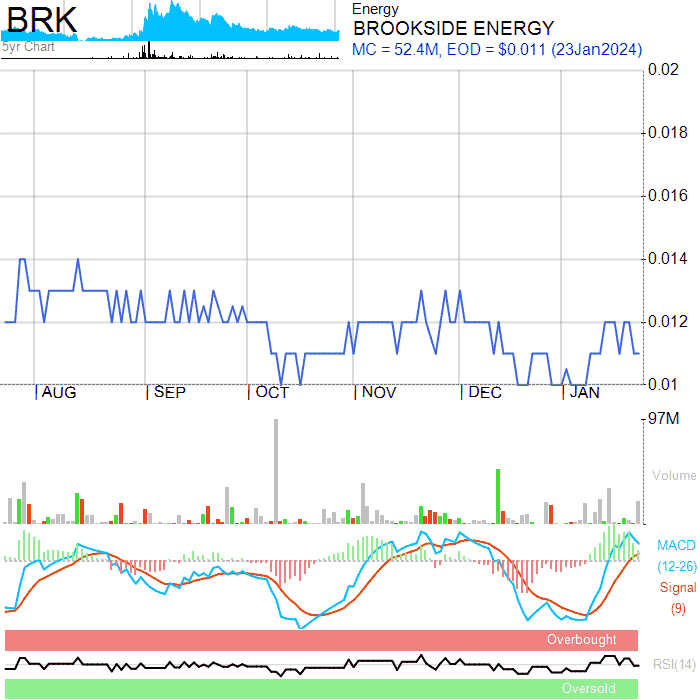 BRK
5yr Chart
Energy
BROOKSIDE ENERGY
MC = 52.4M, EOD = $0.011 (23Jan2024)
0.02
0.018
0.016
0.014
0.012
0.01
AUG SEP OCT NOV DEC JAN
97M
Volume
MACD
(12-26)
Signal
(9)
Overbought
RSI(14)
Oversold